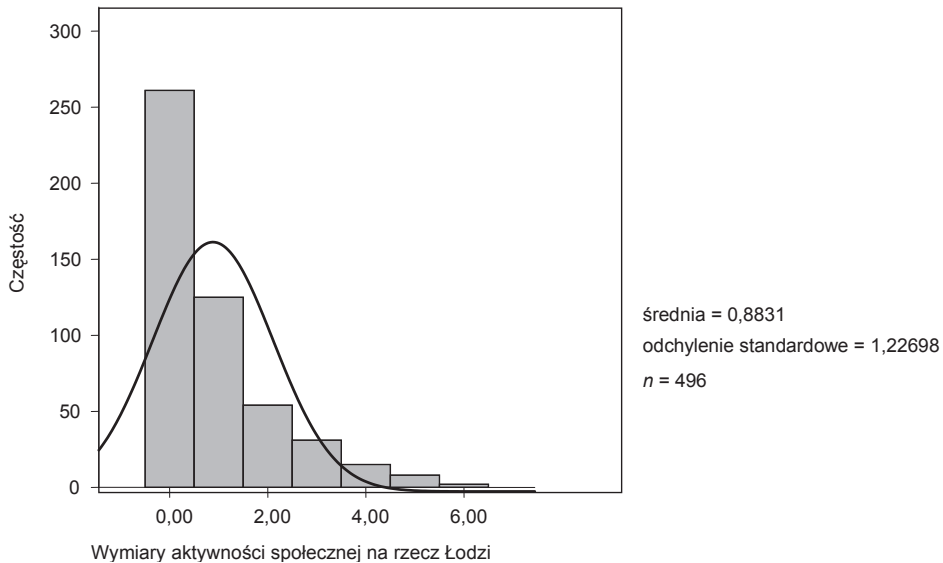 300
250
200
150
100
50
0
Częstość
0,00 2,00 4,00 6,00
Wymiary aktywności społecznej na rzecz Łodzi
średnia = 0,8831
odchylenie standardowe = 1,22698
n = 496